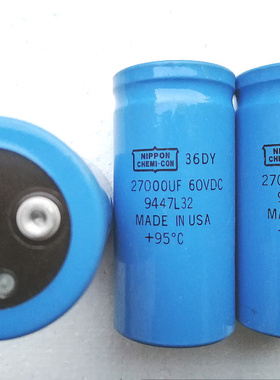 NIPPON
CHEMI-CON
36DY
27000UF 60VDC
9447L32
MADE IN USA
+95°C